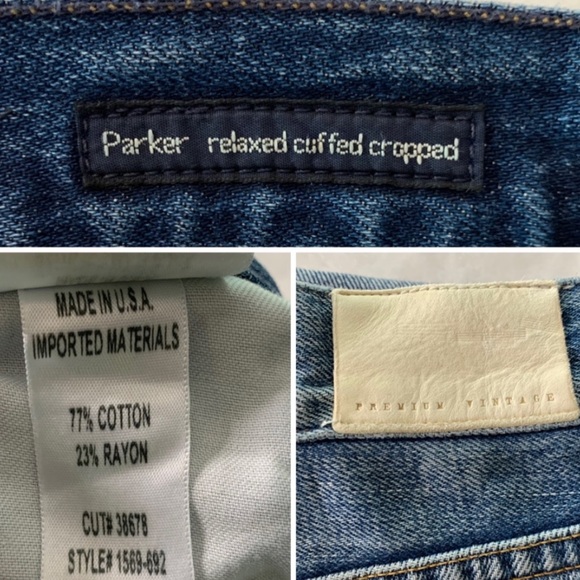 Parker relaxed cuffed cropped
MADE IN U.S.A.
IMPORTED MATERIALS
77% COTTON
23% RAYON
CUT# 38678
STYLE# 1569-692
PREMIUM VINTAGE